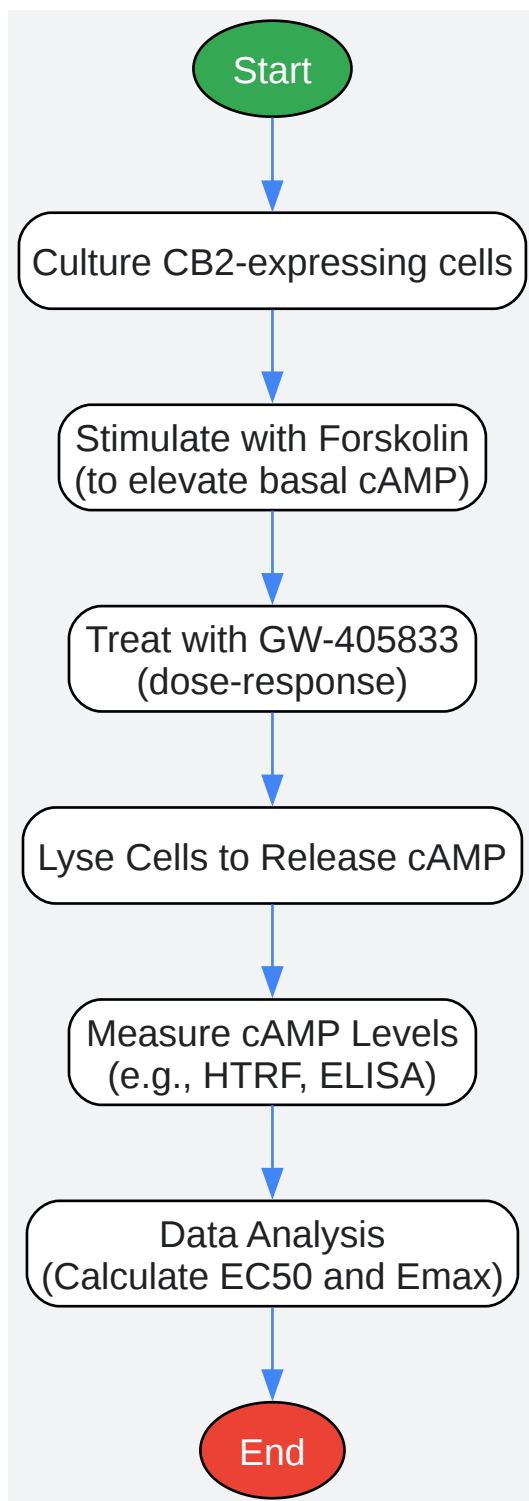 Start
Culture CB2-expressing cells
Stimulate with Forskolin
(to elevate basal cAMP)
Treat with GW-405833
(dose-response)
Lyse Cells to Release cAMP
Measure cAMP Levels
(e.g., HTRF, ELISA)
Data Analysis
(Calculate EC50 and Emax)
End